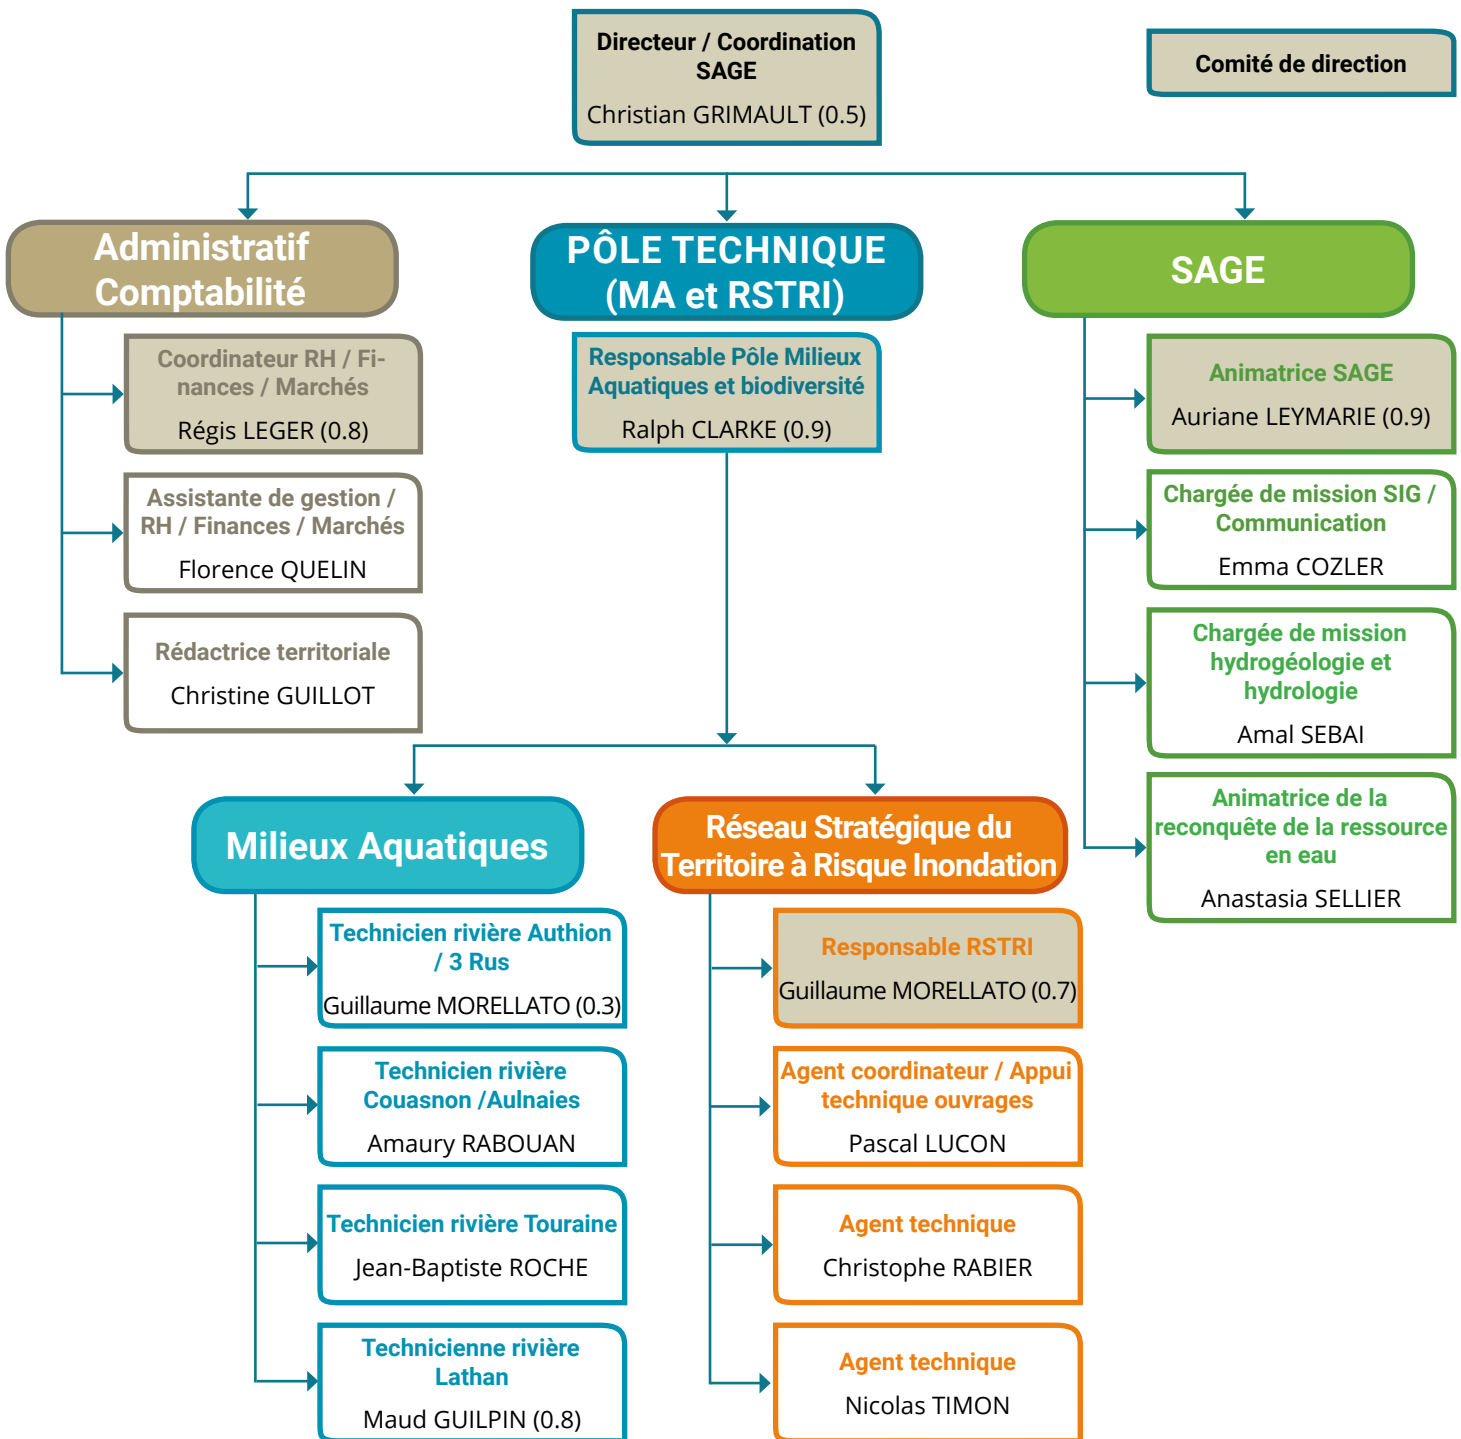 Directeur / Coordination
SAGE
Christian GRIMAULT (0.5)
Comité de direction
Administratif
Comptabilité
Coordinateur RH / Fi-
nances / Marchés
Régis LEGER (0.8)
Assistante de gestion /
RH / Finances / Marchés
Florence QUELIN
Rédactrice territoriale
Christine GUILLOT
PÔLE TECHNIQUE
(MA et RSTRI)
Responsable Pôle Milieux
Aquatiques et biodiversité
Ralph CLARKE (0.9)
SAGE
Animatrice SAGE
Auriane LEYMARIE (0.9)
Chargée de mission SIG /
Communication
Emma COZLER
Chargée de mission
hydrogéologie et
hydrologie
Amal SEBAI
Animatrice de la
reconquête de la ressource
en eau
Anastasia SELLIER
Milieux Aquatiques
Technicien rivière Authion
/ 3 Rus
Guillaume MORELLATO (0.3)
Technicien rivière
Couasnon /Aulnaies
Amaury RABOUAN
Technicien rivière Touraine
Jean-Baptiste ROCHE
Technicienne rivière
Lathan
Maud GUILPIN (0.8)
Réseau Stratégique du
Territoire à Risque Inondation
Responsable RSTRI
Guillaume MORELLATO (0.7)
Agent coordinateur / Appui
technique ouvrages
Pascal LUCON
Agent technique
Christophe RABIER
Agent technique
Nicolas TIMON